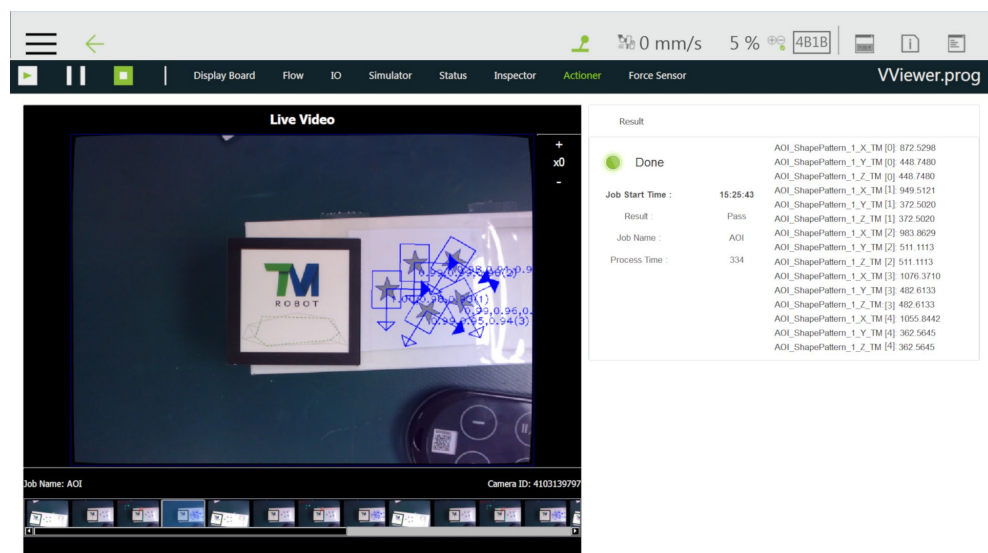 0 mm/s 5 % 4B1B
Display Board Flow IO Simulator Status Inspector Actioner Force Sensor VViewer.prog
Live Video
+
x0
-
TM
ROBOT
Job Name: AOI Camera ID: 4103139797
Result
Done
Job Start Time : 15:25:43
Result : Pass
Job Name : AOI
Process Time : 334
AOI_ShapePattern_1_X_TM [0]: 872.5298
AOI_ShapePattern_1_Y_TM [0]: 448.7480
AOI_ShapePattern_1_Z_TM [0] 448.7480
AOI_ShapePattern_1_X_TM [1]: 949.5121
AOI_ShapePattern_1_Y_TM [1]: 372.5020
AOI_ShapePattern_1_Z_TM [1] 372.5020
AOI_ShapePattern_1_X_TM [2]: 983.8629
AOI_ShapePattern_1_Y_TM [2]: 511.1113
AOI_ShapePattern_1_Z_TM [2] 511.1113
AOI_ShapePattern_1_X_TM [3]: 1076.3710
AOI_ShapePattern_1_Y_TM [3]: 482.6133
AOI_ShapePattern_1_Z_TM: [3] 482.6133
AOI_ShapePattern_1_X_TM [4]: 1055.8442
AOI_ShapePattern_1_Y_TM [4]: 362.5645
AOI_ShapePattern_1_Z_TM [4]: 362.5645